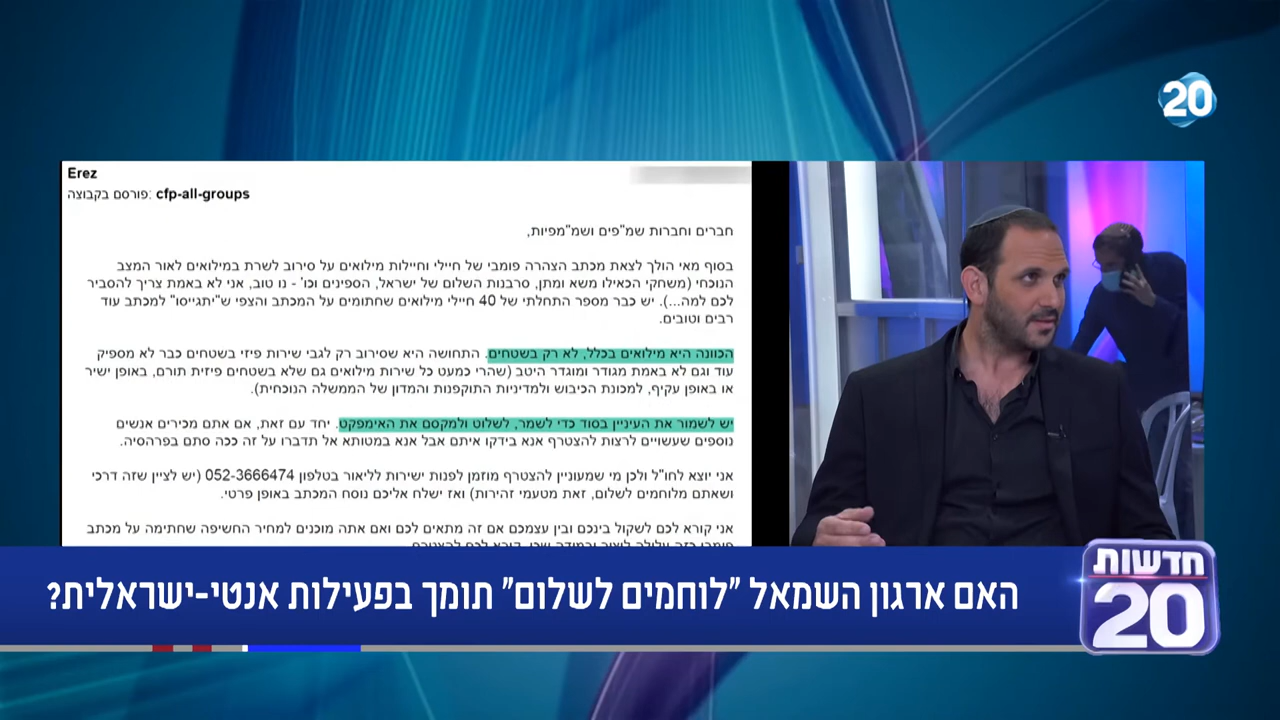 20
Erez
פורסם בקבוצה: cfp-all-groups
חברים וחברות שמ"פים ושמ"מפיות,
בסוף מאי הולך לצאת מכתב הצהרה פומבי של חיילי וחיילות מילואים על סירוב לשרת במילואים לאור המצב
הנוכחי (משחקי הכאילו משא ומתן, סרבנות השלום של ישראל, הספינים וכו' - נו טוב, אני לא באמת צריך להסביר
לכם למה...). יש כבר מספר התחלתי של 40 חיילי מילואים שחתומים על המכתב והצפי ש"יתגייסו" למכתב עוד
רבים וטובים.
הכוונה היא מילואים בכלל, לא רק בשטחים. התחושה היא שסירוב רק לגבי שירות פיזי בשטחים כבר לא מספיק
עוד וגם לא באמת מגודר ומוגדר היטב (שהרי כמעט כל שירות מילואים גם שלא בשטחים פיזית תורם, באופן ישיר
או באופן עקיף, למכונת הכיבוש ולמדיניות התוקפנות והמדון של הממשלה הנוכחית).
יש לשמור את העיניין בסוד כדי לשמר, לשלוט ולמקסם את האימפקט. יחד עם זאת, אם אתם מכירים אנשים
נוספים שעשויים לרצות להצטרף אנא בידקו איתם אבל אנא במטותא אל תדברו על זה ככה סתם בפרהסיה.
אני יוצא לחו"ל ולכן מי שמעוניין להצטרף מוזמן לפנות ישירות לליאור בטלפון 052-3666474 (יש לציין שזה דרכי
ושאתם מלוחמים לשלום, זאת מטעמי זהירות) ואז ישלח אליכם נוסח המכתב באופן פרטי.
אני קורא לכם לשקול בינכם ובין עצמכם אם זה מתאים לכם ואם אתה מוכנים למחיר החשיפה שחתימה על מכתב
האם ארגון השמאל "לוחמים לשלום" תומך בפעילות אנטי-ישראלית?
חדשות
20